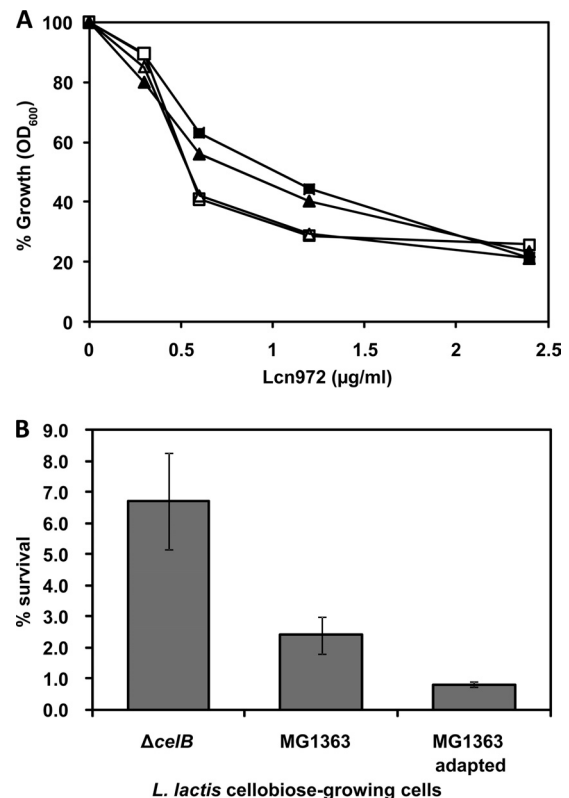 A
100
80
60
40
20
0
% Growth (OD600)
0 0.5 1 1.5 2 2.5
Lcn972 (µg/ml)
B
9.0
8.0
7.0
6.0
5.0
4.0
3.0
2.0
1.0
0.0
% survival
ΔcelB MG1363 MG1363
adapted
L. lactis cellobiose-growing cells